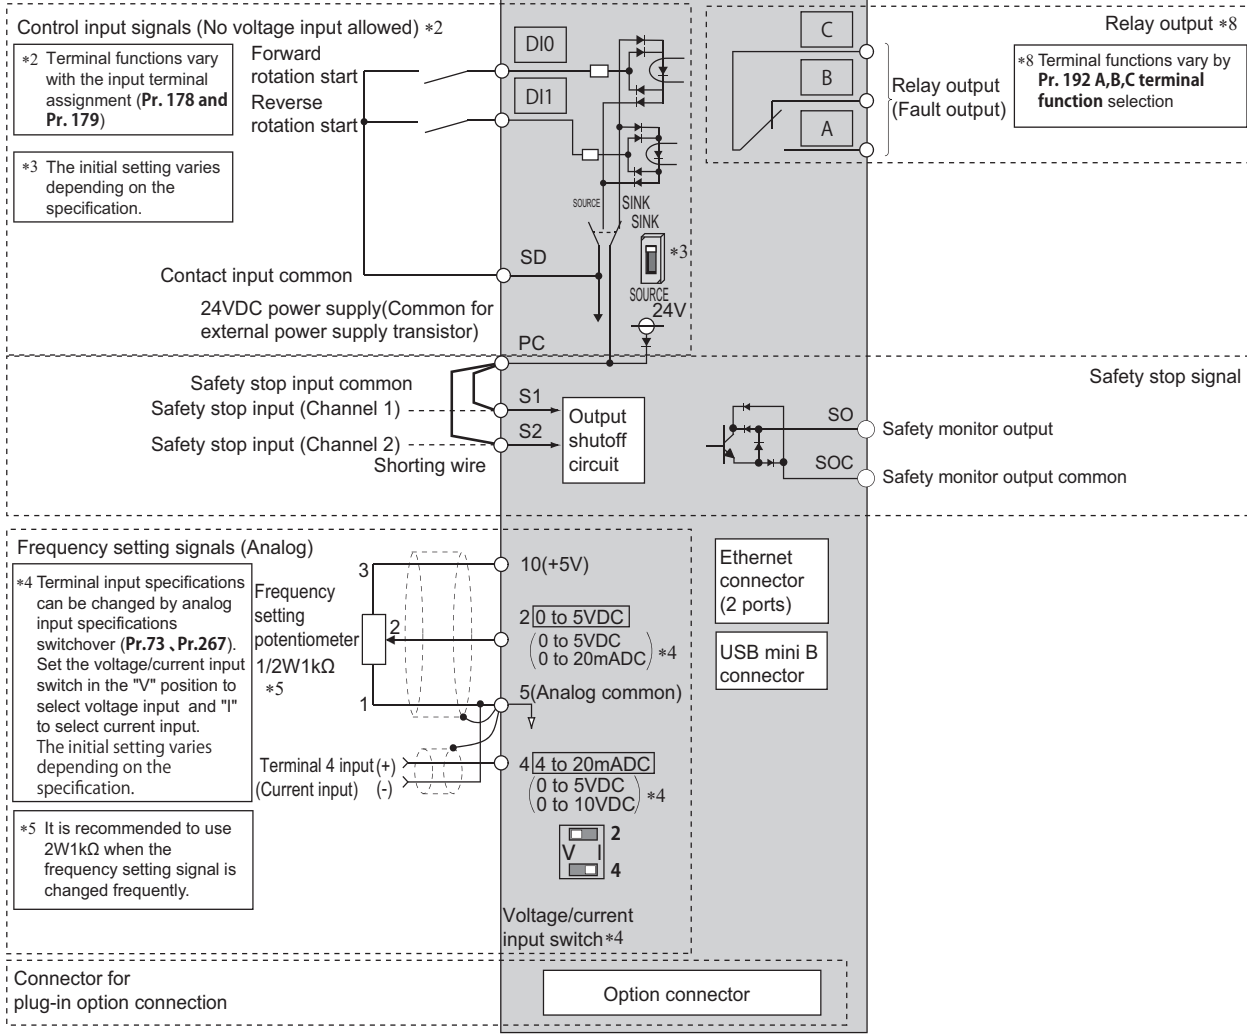 Control input signals (No voltage input allowed) *2
*2 Terminal functions vary
with the input terminal
assignment (Pr. 178 and
Pr. 179)
*3 The initial setting varies
depending on the
specification.
Forward
rotation start
Reverse
rotation start
DI0
DI1
SOURCE
SINK
SINK
*3
SOURCE
Contact input common
SD
24VDC power supply(Common for
external power supply transistor)
24V
PC
C
B
A
Relay output *8
Relay output
(Fault output)
*8 Terminal functions vary by
Pr. 192 A,B,C terminal
function selection
Safety stop input common
Safety stop input (Channel 1)
Safety stop input (Channel 2)
Shorting wire
S1
S2
Output
shutoff
circuit
Safety stop signal
SO
Safety monitor output
SOC
Safety monitor output common
Frequency setting signals (Analog)
*4 Terminal input specifications
can be changed by analog
input specifications
switchover (Pr.73 、Pr.267).
Set the voltage/current input
switch in the "V" position to
select voltage input and "I"
to select current input.
The initial setting varies
depending on the
specification.
*5 It is recommended to use
2W1kΩ when the
frequency setting signal is
changed frequently.
Frequency
setting
potentiometer
1/2W1kΩ
*5
3
2
1
Terminal 4 input (+)
(Current input) (-)
10(+5V)
2 0 to 5VDC
(0 to 5VDC
0 to 20mADC) *4
5(Analog common)
4 4 to 20mADC
(0 to 5VDC
0 to 10VDC) *4
2
V I
4
Voltage/current
input switch*4
Ethernet
connector
(2 ports)
USB mini B
connector
Connector for
plug-in option connection
Option connector